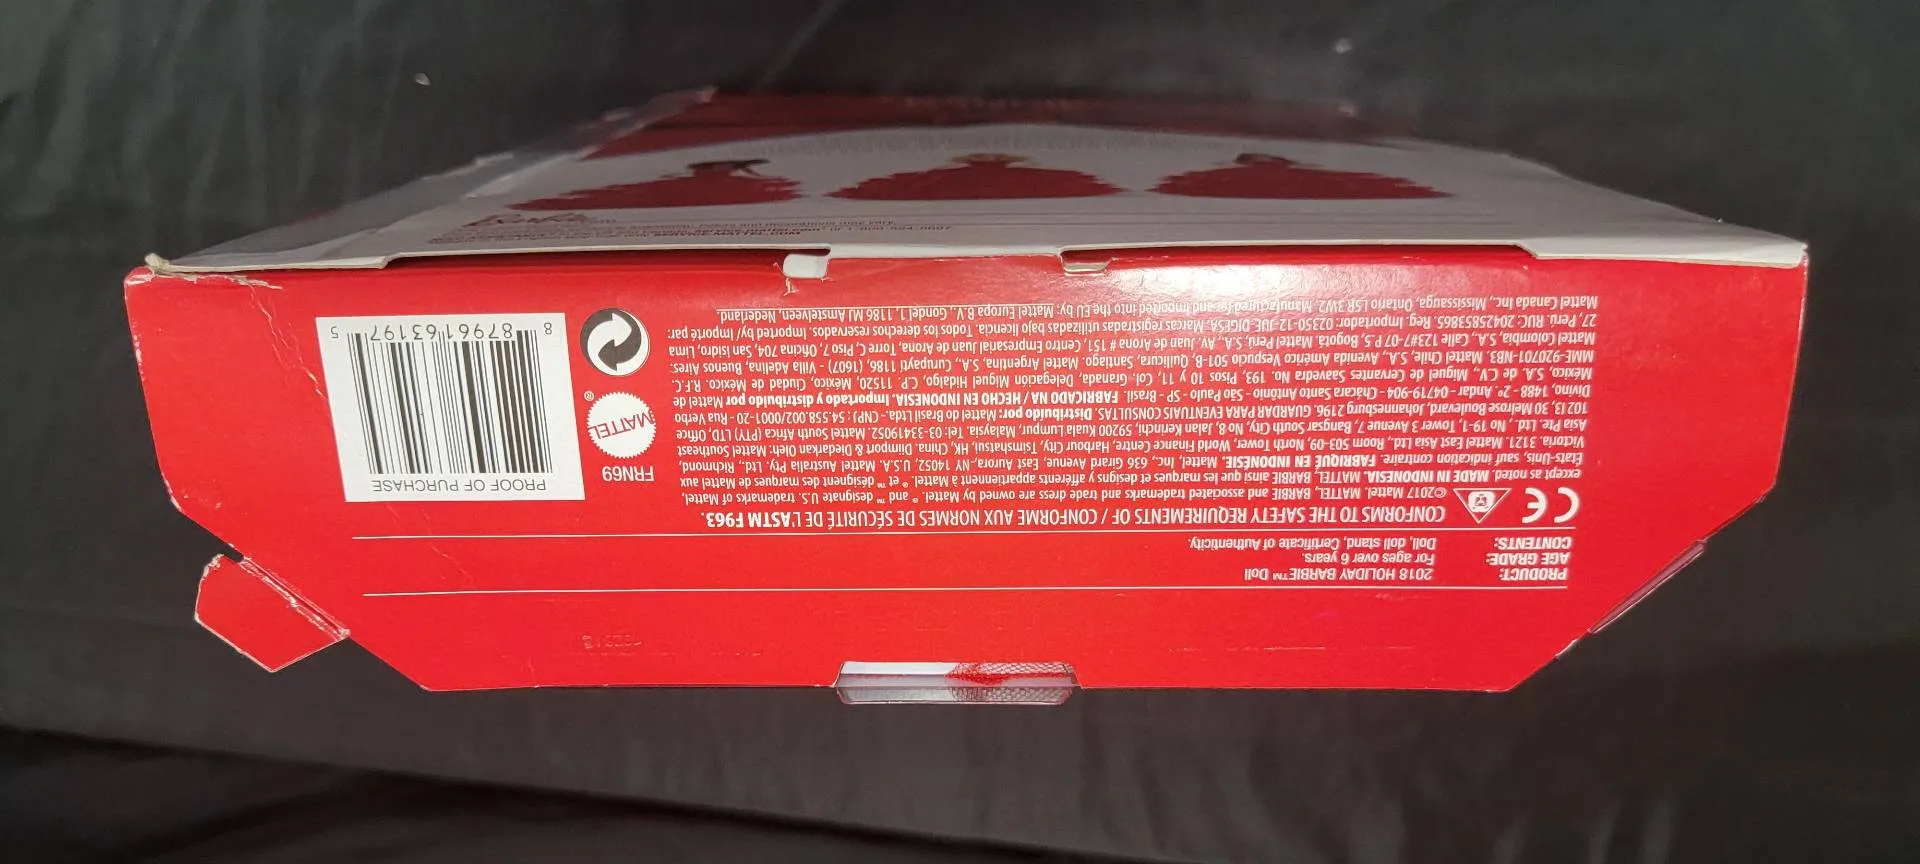 PRODUCT: 2018 HOLIDAY BARBIE™ Doll
AGE GRADE: For ages over 6 years.
CONTENTS: Doll, doll stand, Certificate of Authenticity.
CE CONFORMS TO THE SAFETY REQUIREMENTS OF / CONFORME AUX NORMES DE SÉCURITÉ DE L'ASTM F963.
©2017 Mattel. MATTEL, BARBIE and associated trademarks and trade dress are owned by Mattel. ® and ™ designate U.S. trademarks of Mattel,
except as noted. MADE IN INDONESIA. MATTEL, BARBIE ainsi que les marques et designs y afférents appartiennent à Mattel. ® et ™ désignent des marques de Mattel aux
États-Unis, sauf indication contraire. FABRIQUÉ EN INDONÉSIE. Mattel, Inc., 636 Girard Avenue, East Aurora, NY 14052, U.S.A. Mattel Australia Pty. Ltd., Richmond,
Victoria. 3121. Mattel East Asia Ltd., Room 503-09, North Tower, World Finance Centre, Harbour City, Tsimshatsui, HK, China. Diimport & Diedarkan Oleh: Mattel Southeast
Asia Pte. Ltd., No 19-1, Tower 3 Avenue 7, Bangsar South City, No 8, Jalan Kerinchi, 59200 Kuala Lumpur, Malaysia. Tel: 03-33419052. Mattel South Africa (PTY) LTD, Office
102 I3, 30 Melrose Boulevard, Johannesburg 2196. GUARDAR PARA EVENTUAIS CONSULTAS. Distribuido por: Mattel do Brasil Ltda.- CNPJ : 54.558.002/0001-20 - Rua Verbo
Divino, 1488 - 2º. Andar - 04719-904 - Chácara Santo Antônio - São Paulo - SP - Brasil. FABRICADO NA / HECHO EN INDONESIA. Importado y distribuido por Mattel de
México, S.A. de C.V., Miguel de Cervantes Saavedra No. 193, Pisos 10 y 11, Col. Granada, Delegación Miguel Hidalgo, C.P. 11520, México, Ciudad de México. R.F.C.
MME-920701-NB3. Mattel Chile, S.A., Avenida Américo Vespucio 501-B, Quilicura, Santiago. Mattel Argentina, S.A., Curupaytí 1186, (1607) - Villa Adelina, Buenos Aires.
Mattel Colombia, S.A., Calle 123#7-07 P.5, Bogotá. Mattel Perú, S.A., Av. Juan de Arona # 151, Centro Empresarial Juan de Arona, Torre C, Piso 7, Oficina 704, San Isidro, Lima
27, Perú. RUC: 20425853865. Reg. Importador: 02350-12-JUE-DIGESA. Marcas registradas utilizadas bajo licencia. Todos los derechos reservados. Imported by/ Importé par:
Mattel Canada Inc., Mississauga, Ontario L5R 3W2. Manufactured for and imported into the EU by: Mattel Europa B.V., Gondel 1, 1186 MJ Amstelveen, Nederland.
FRN69
MATTEL®
PROOF OF PURCHASE
8 87961 63197 5
Barbie